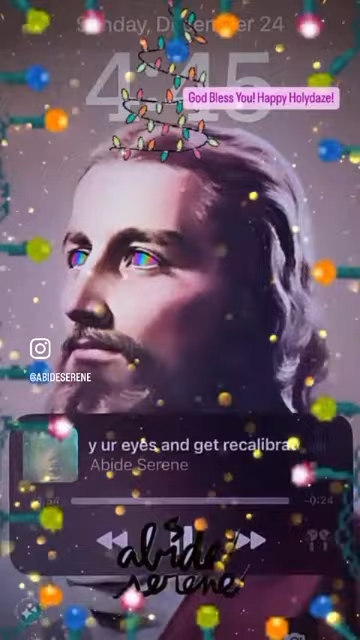 Sunday, December 24
4:45
God Bless You! Happy Holydaze!
@ABIDESERENE
y ur eyes and get recalibrat
Abide Serene
-0:24
abide
serene